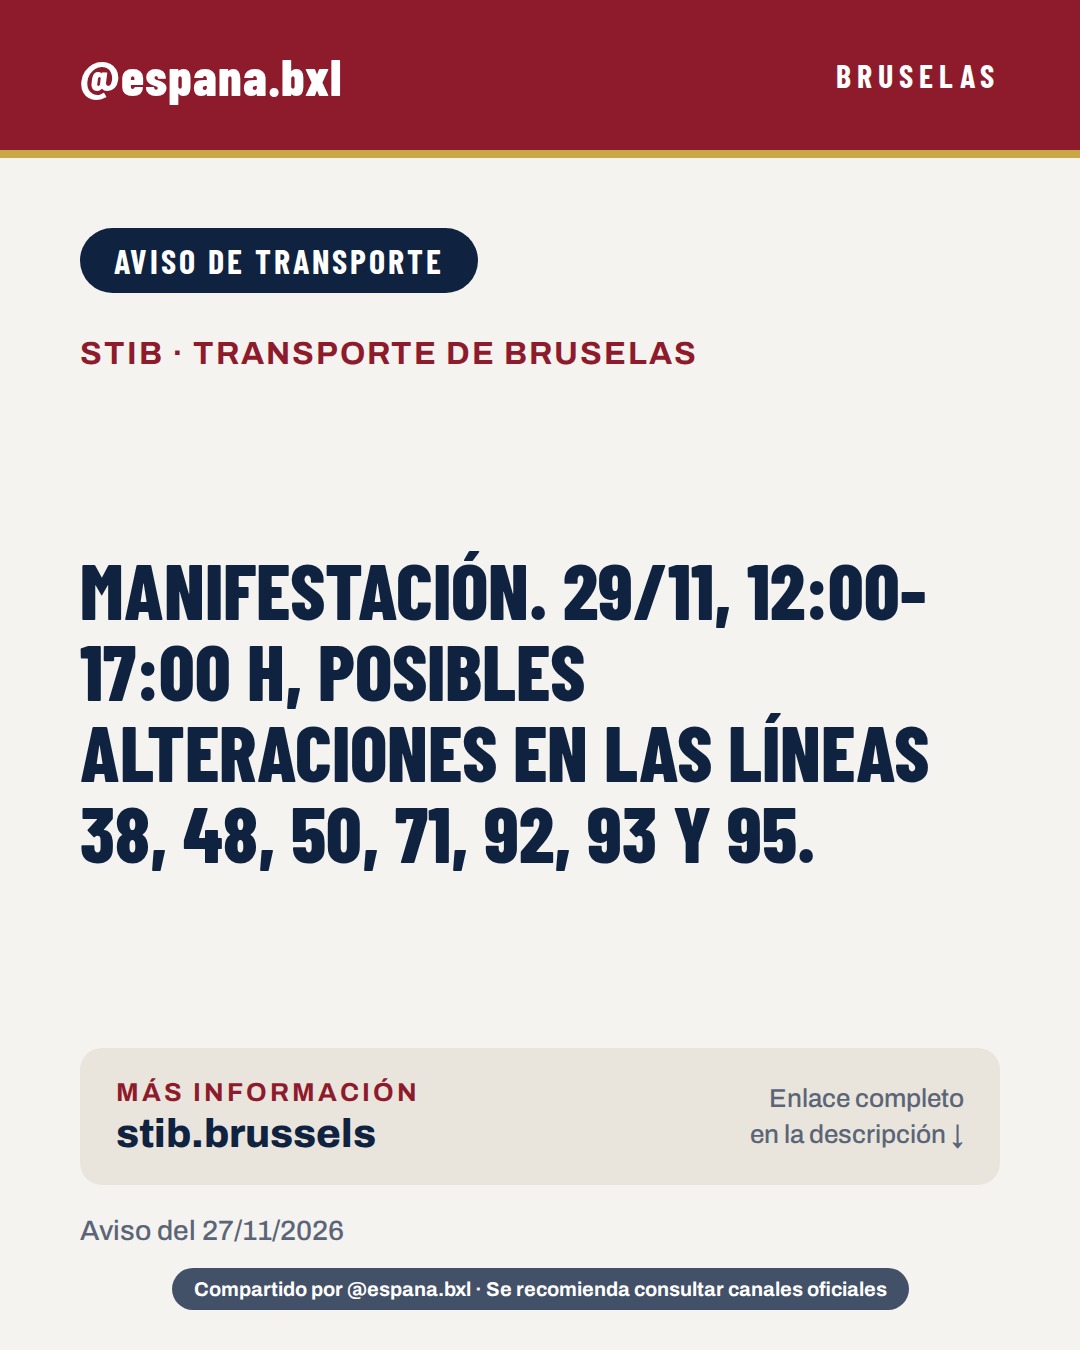 @espana.bxl
BRUSELAS
AVISO DE TRANSPORTE
STIB · TRANSPORTE DE BRUSELAS
MANIFESTACIÓN. 29/11, 12:00-
17:00 H, POSIBLES
ALTERACIONES EN LAS LÍNEAS
38, 48, 50, 71, 92, 93 Y 95.
MÁS INFORMACIÓN
stib.brussels
Enlace completo
en la descripción ↓
Aviso del 27/11/2026
Compartido por @espana.bxl · Se recomienda consultar canales oficiales